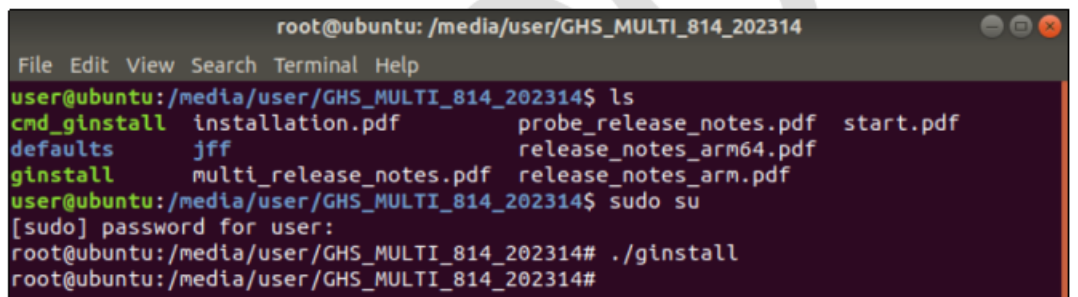 root@ubuntu: /media/user/GHS_MULTI_814_202314
File Edit View Search Terminal Help
user@ubuntu:/media/user/GHS_MULTI_814_202314$ ls
cmd_ginstall installation.pdf probe_release_notes.pdf start.pdf
defaults jff release_notes_arm64.pdf
ginstall multi_release_notes.pdf release_notes_arm.pdf
user@ubuntu:/media/user/GHS_MULTI_814_202314$ sudo su
[sudo] password for user:
root@ubuntu:/media/user/GHS_MULTI_814_202314# ./ginstall
root@ubuntu:/media/user/GHS_MULTI_814_202314#